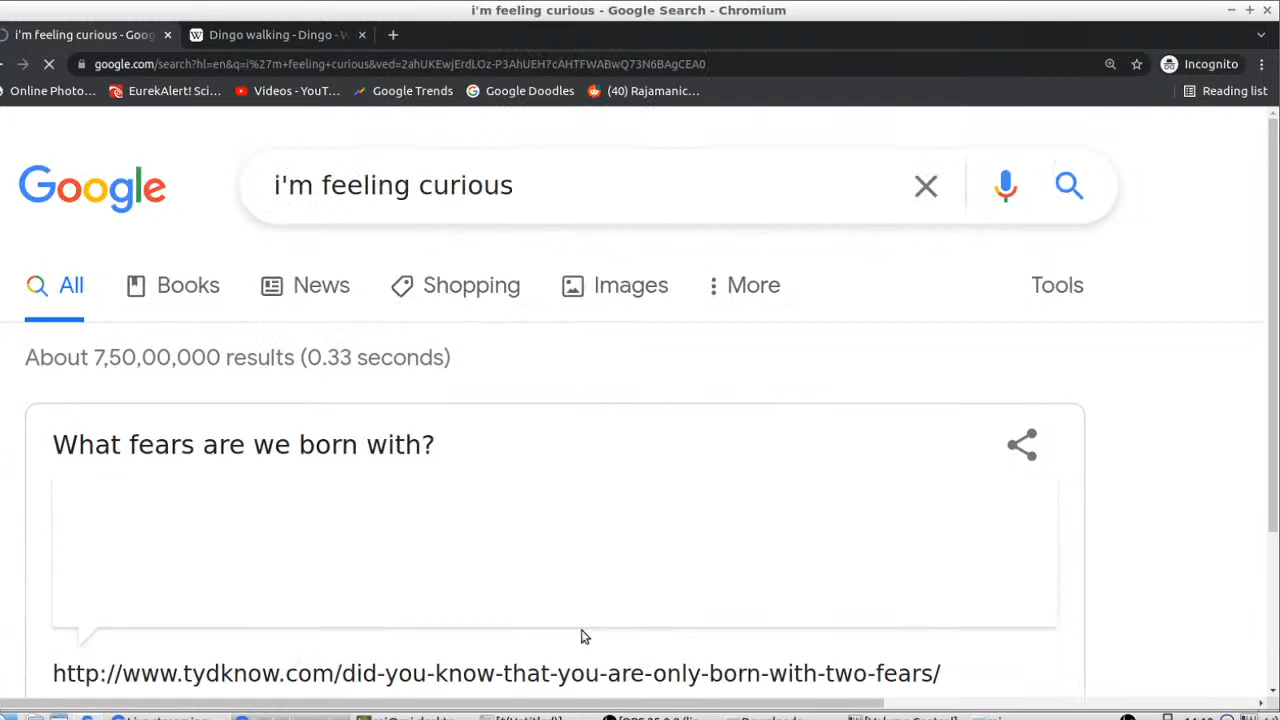 i'm feeling curious - Google Search - Chromium
i'm feeling curious - Goog
Dingo walking - Dingo - W
google.com/search?hl=en&q=i%27m+feeling+curious&ved=2ahUKEwjErdLOz-P3AhUEH7cAHTFWABwQ73N6BAgCEA0
Incognito
Online Photo... EurekAlert! Sci... Videos - YouT... Google Trends Google Doodles (40) Rajamanic... Reading list
Google
i'm feeling curious
All Books News Shopping Images More Tools
About 7,50,00,000 results (0.33 seconds)
What fears are we born with?
http://www.tydknow.com/did-you-know-that-you-are-only-born-with-two-fears/